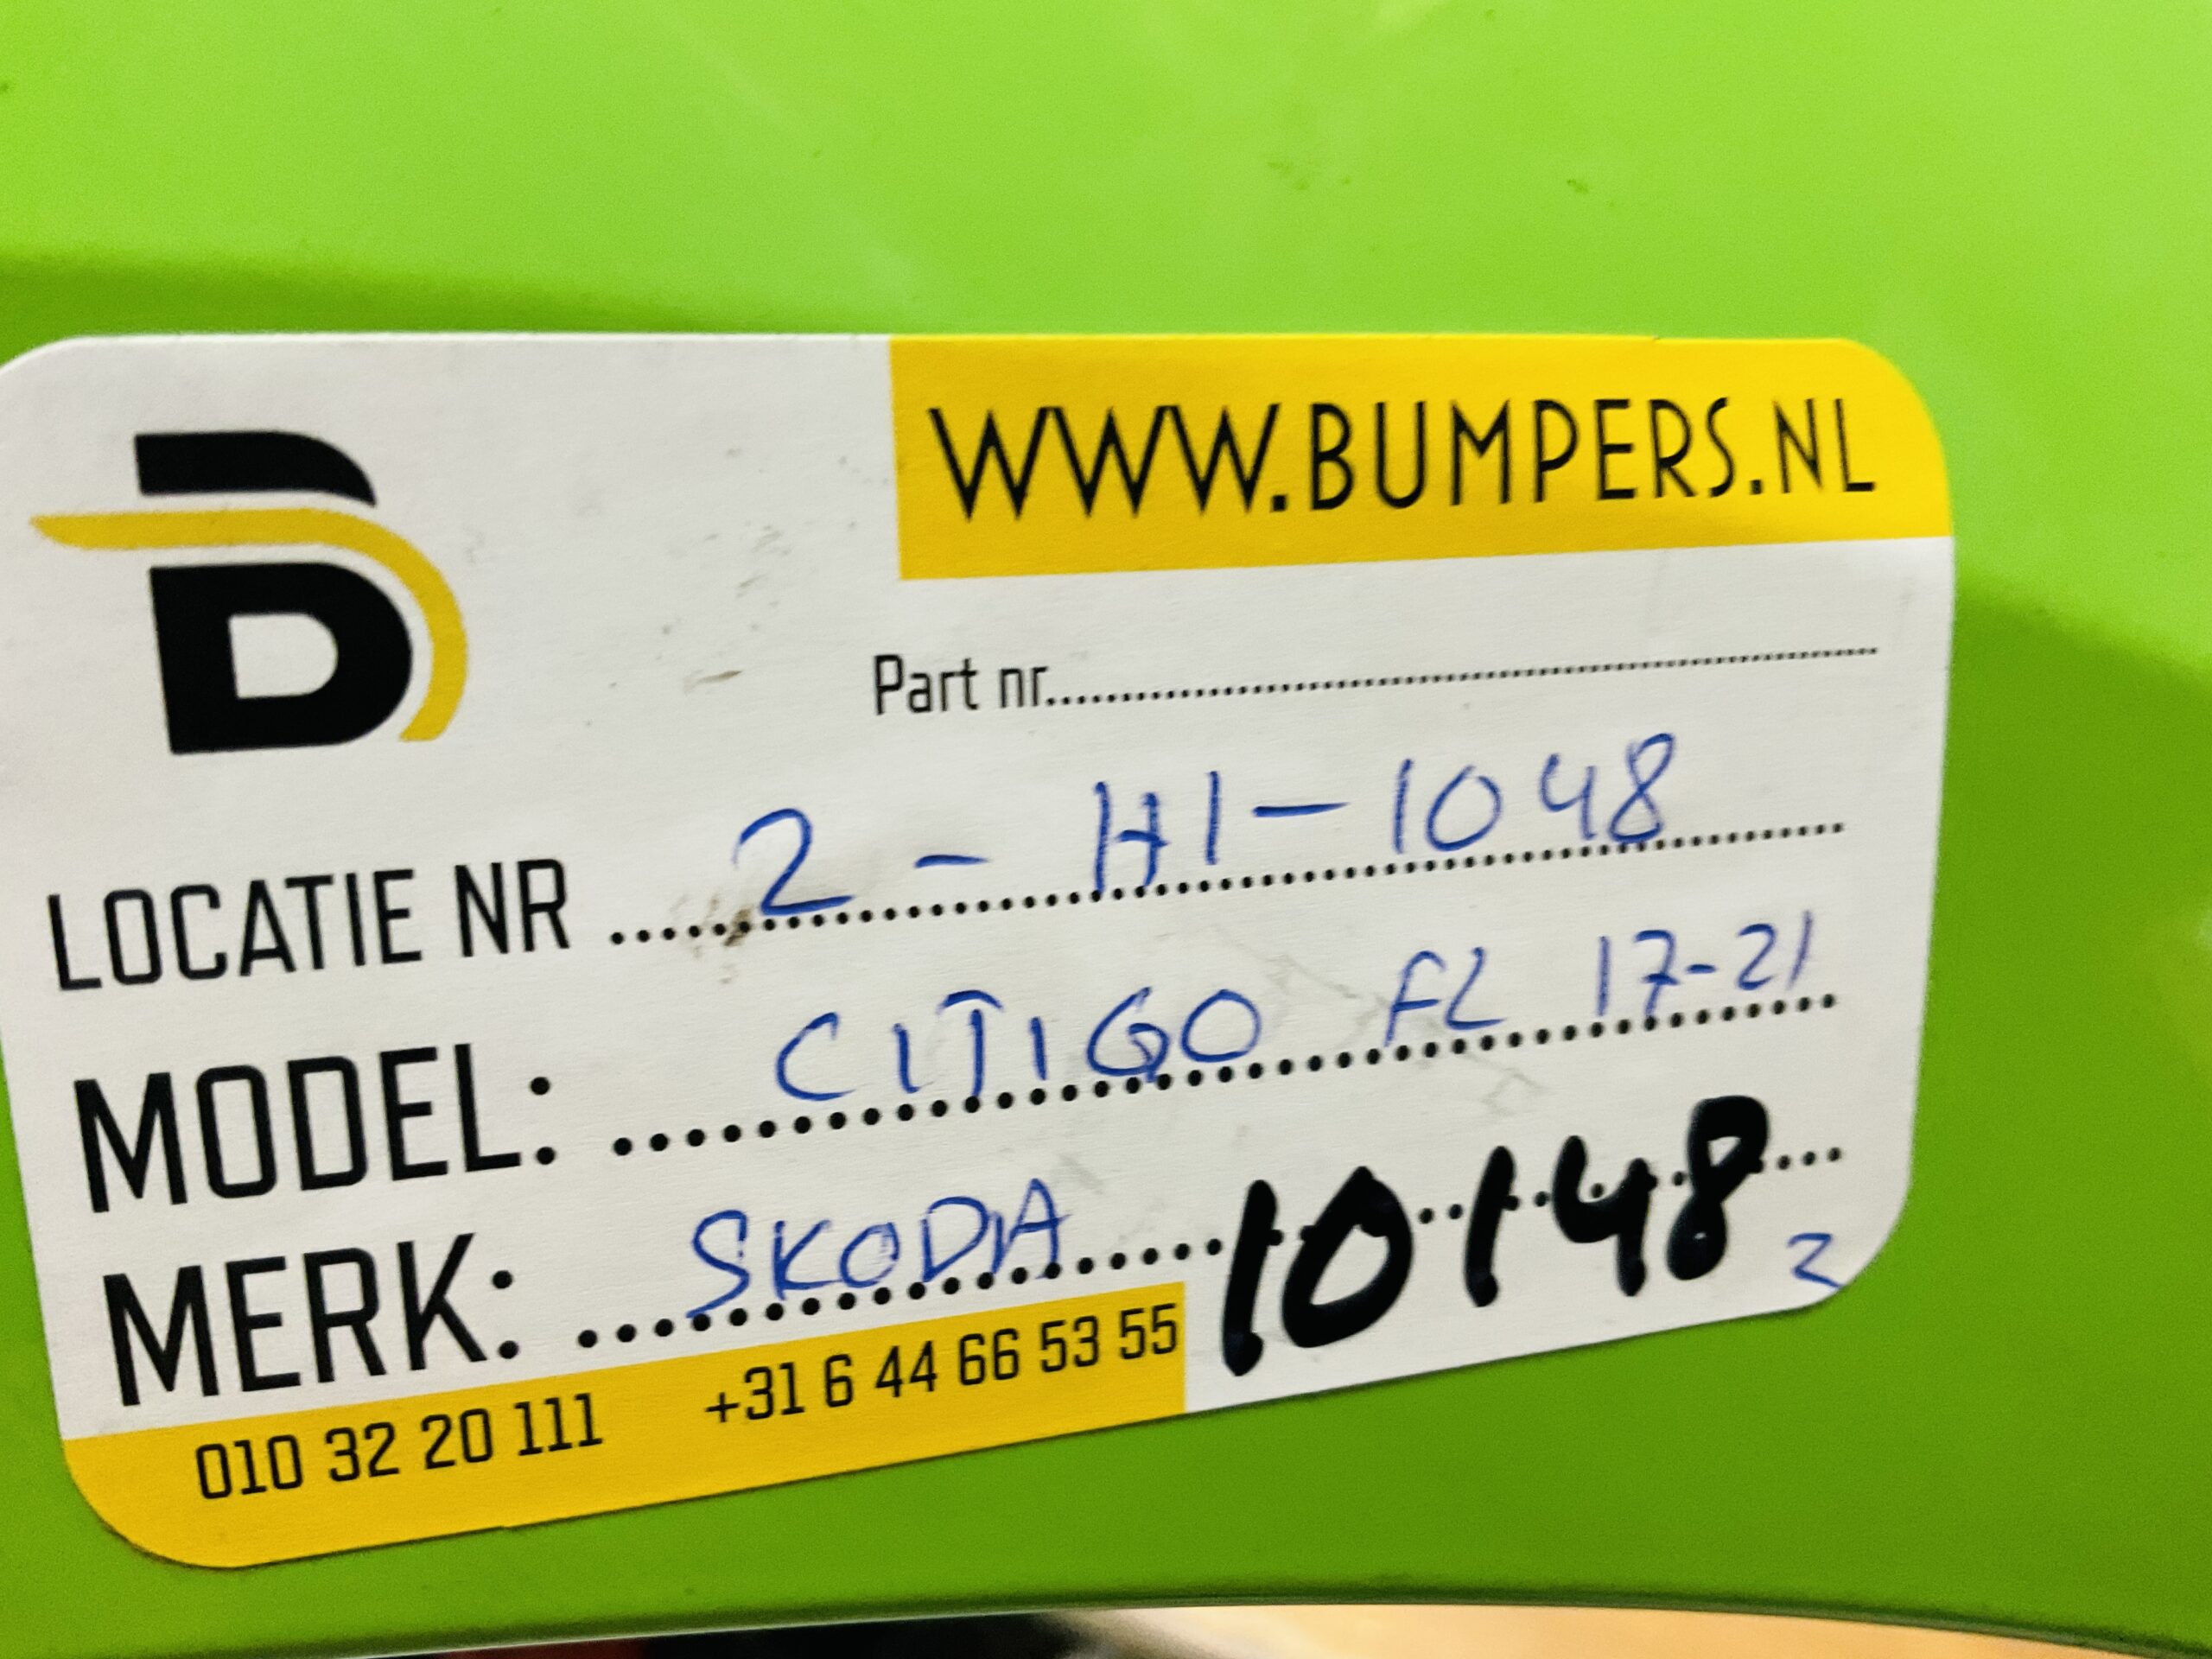 WWW.BUMPERS.NL
Part nr..........
LOCATIE NR ..... 2 - H1 - 1048
MODEL: ..... CITIGO FL 17-21
MERK: ..... SKODA 10148
2
010 32 20 111 +31 6 44 66 53 55